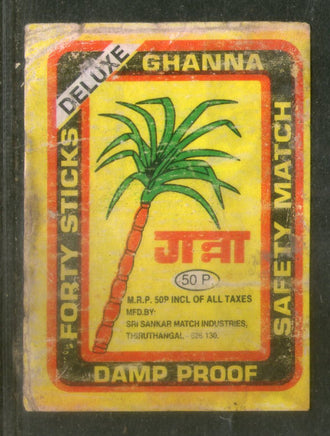 DELUXE
GHANNA
FORTY STICKS
SAFETY MATCH
गन्ना
50 P.
M.R.P. 50P INCL OF ALL TAXES
MFD.BY:
SRI SANKAR MATCH INDUSTRIES,
THIRUTHANGAL - 626 130.
DAMP PROOF